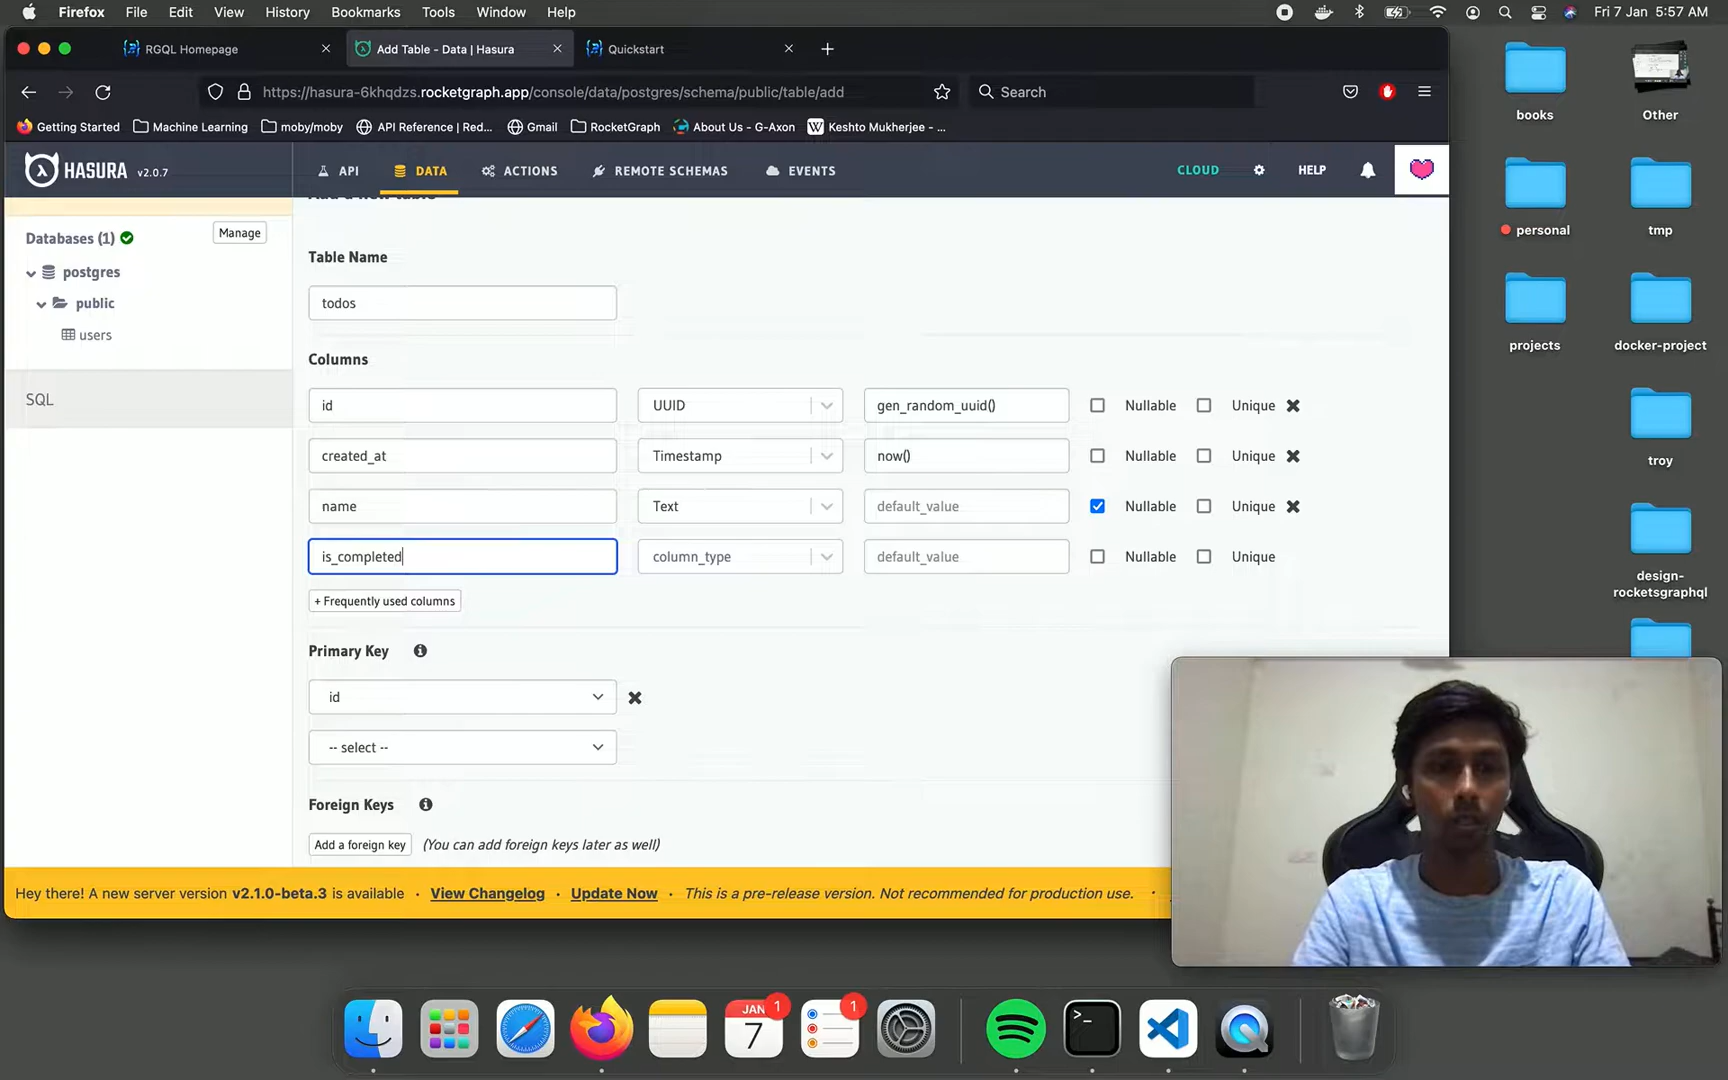 Firefox File Edit View History Bookmarks Tools Window Help Fri 7 Jan 5:57 AM
RGQL Homepage Add Table - Data | Hasura Quickstart
https://hasura-6khqdzs.rocketgraph.app/console/data/postgres/schema/public/table/add Search
Getting Started Machine Learning moby/moby API Reference | Red... Gmail RocketGraph About Us - G-Axon Keshto Mukherjee - ...
HASURA v2.0.7 API DATA ACTIONS REMOTE SCHEMAS EVENTS CLOUD HELP
Add a new table
Databases (1) Manage
postgres
public
users
SQL
Table Name
todos
Columns
id UUID gen_random_uuid() Nullable Unique
created_at Timestamp now() Nullable Unique
name Text default_value Nullable Unique
is_completed column_type default_value Nullable Unique
+ Frequently used columns
Primary Key
id
-- select --
Foreign Keys
Add a foreign key (You can add foreign keys later as well)
Hey there! A new server version v2.1.0-beta.3 is available · View Changelog · Update Now · This is a pre-release version. Not recommended for production use. ·
books Other
personal tmp
projects docker-project
troy
design-
rocketsgraphql
JAN 1 1
7